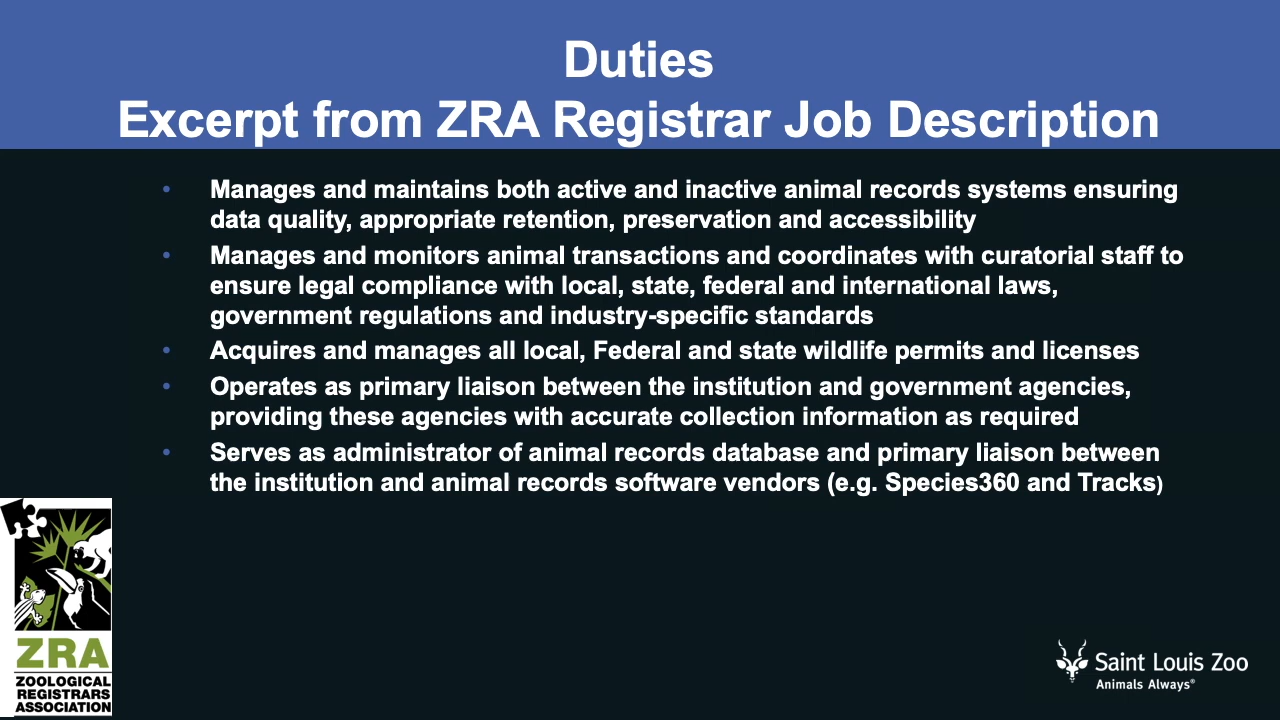 Duties
Excerpt from ZRA Registrar Job Description
• Manages and maintains both active and inactive animal records systems ensuring
data quality, appropriate retention, preservation and accessibility
• Manages and monitors animal transactions and coordinates with curatorial staff to
ensure legal compliance with local, state, federal and international laws,
government regulations and industry-specific standards
• Acquires and manages all local, Federal and state wildlife permits and licenses
• Operates as primary liaison between the institution and government agencies,
providing these agencies with accurate collection information as required
• Serves as administrator of animal records database and primary liaison between
the institution and animal records software vendors (e.g. Species360 and Tracks)
ZRA
ZOOLOGICAL
REGISTRARS
ASSOCIATION
Saint Louis Zoo
Animals Always®